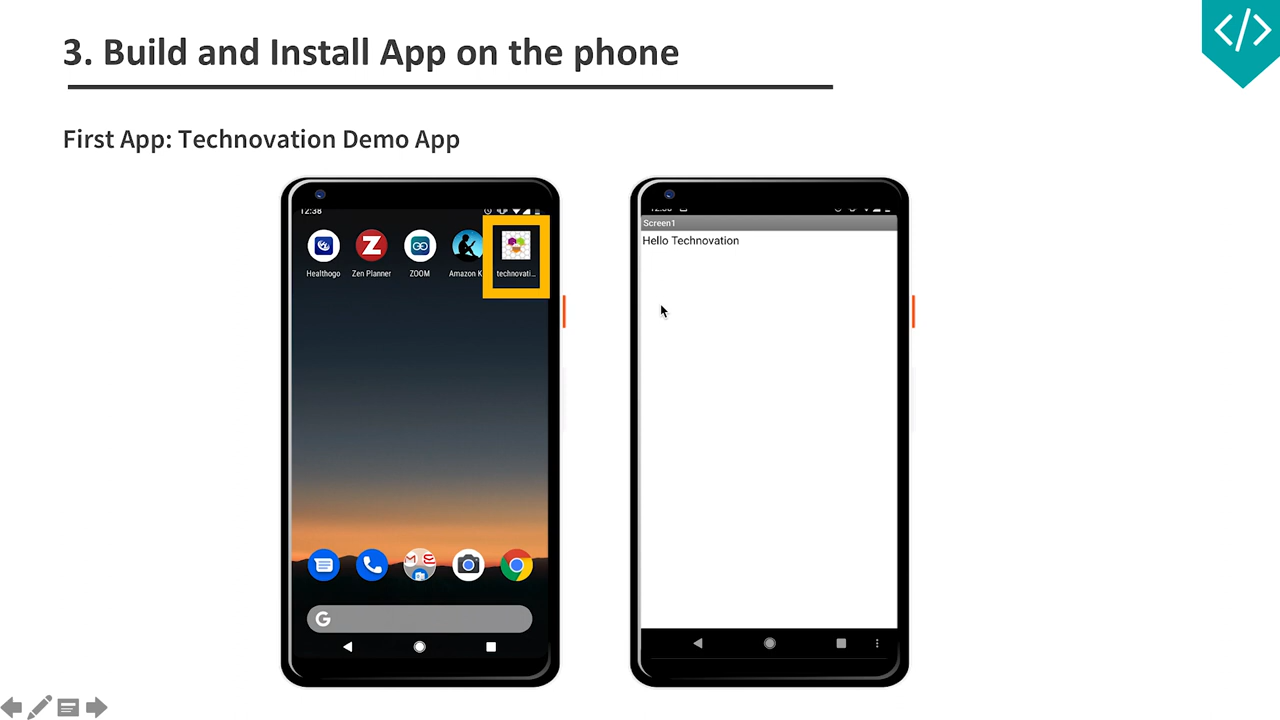 3. Build and Install App on the phone
</>
First App: Technovation Demo App
12:38
Healthogo Zen Planner ZOOM Amazon K technovati...
G
Screen1
Hello Technovation